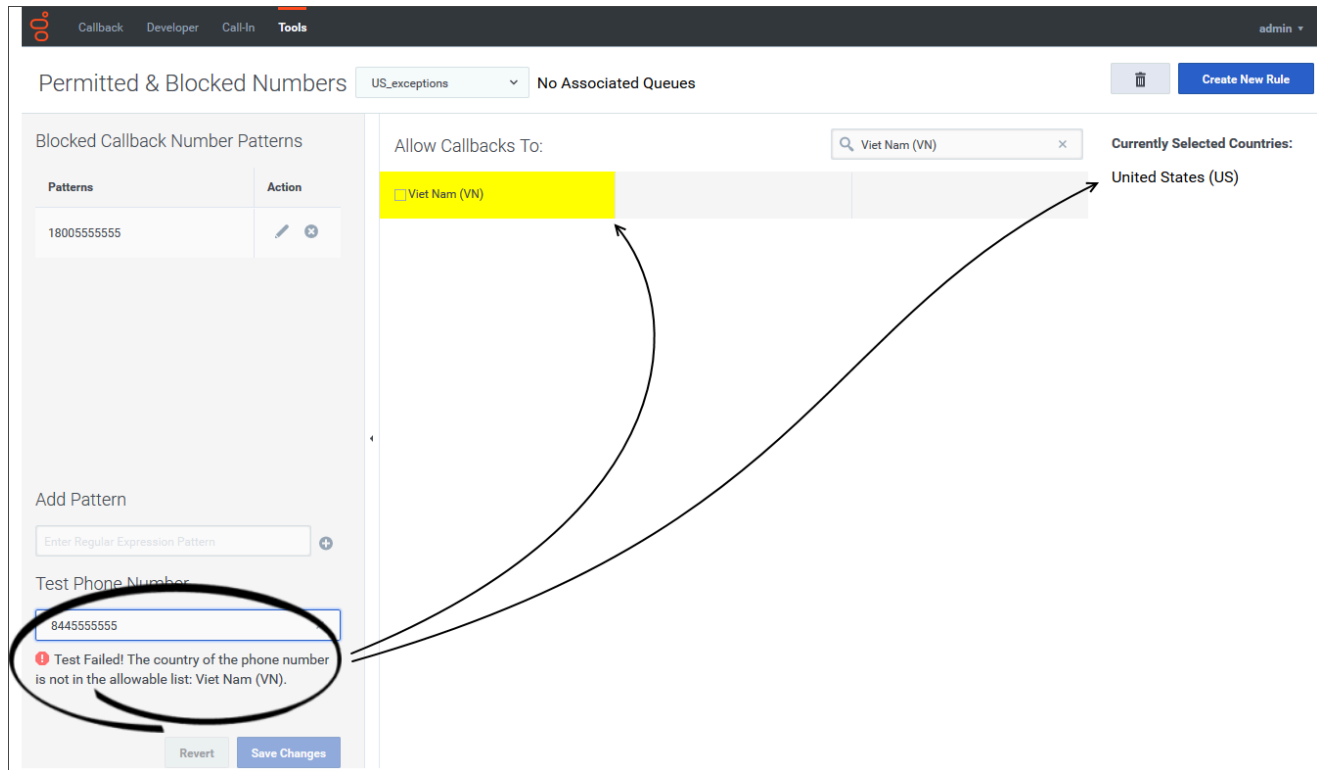 Callback Developer Call-In Tools admin
Permitted & Blocked Numbers US_exceptions No Associated Queues Create New Rule
Blocked Callback Number Patterns
Patterns Action
18005555555
Allow Callbacks To: Viet Nam (VN)
Viet Nam (VN)
Currently Selected Countries:
United States (US)
Add Pattern
Enter Regular Expression Pattern
Test Phone Number
8445555555
Test Failed! The country of the phone number
is not in the allowable list: Viet Nam (VN).
Revert Save Changes